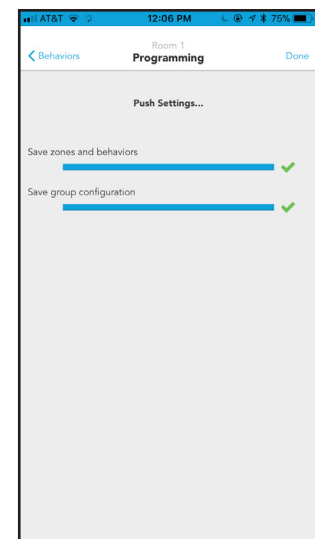 AT&T 12:06 PM 75%
Room 1
Behaviors Programming Done
Push Settings...
Save zones and behaviors
Save group configuration